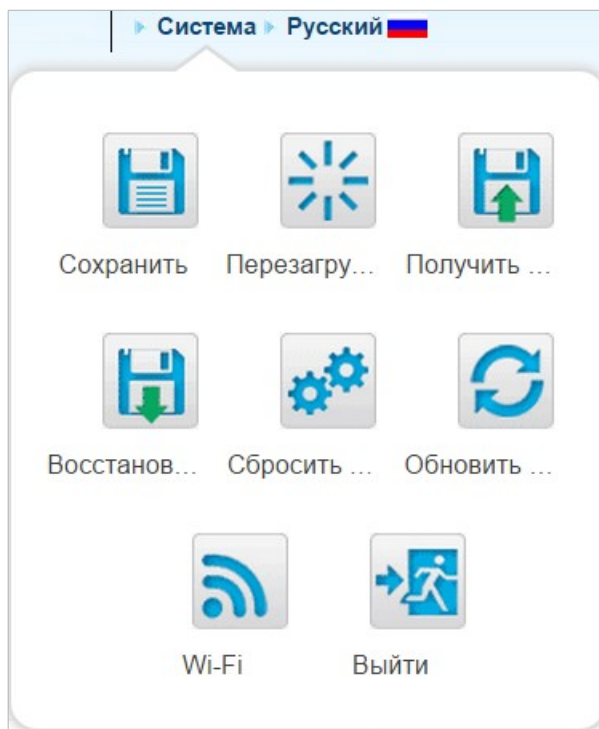 Система Русский
Сохранить Перезагру... Получить ...
Восстанов... Сбросить ... Обновить ...
Wi-Fi Выйти